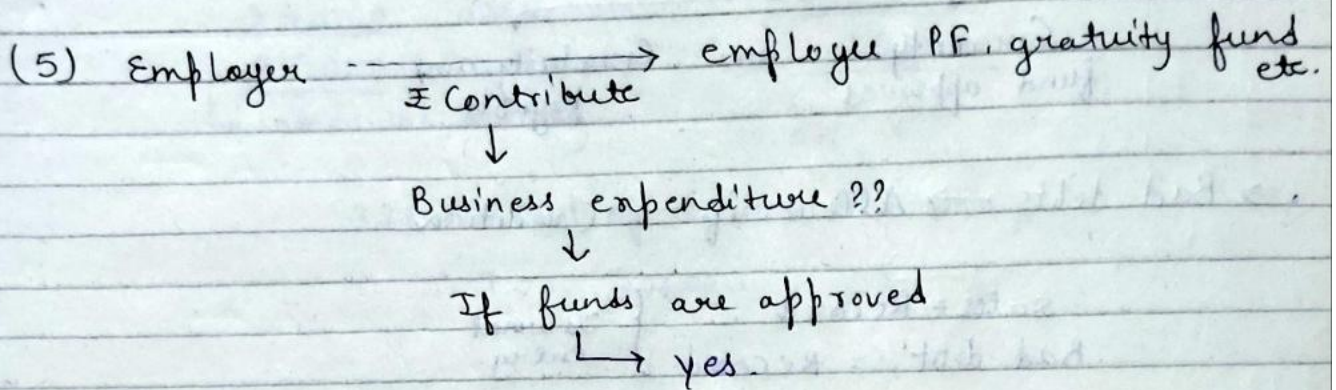 (5) Employer ------→ employee PF, gratuity fund etc.
₹ Contribute
↓
Business expenditure ??
↓
If funds are approved
↳ yes.